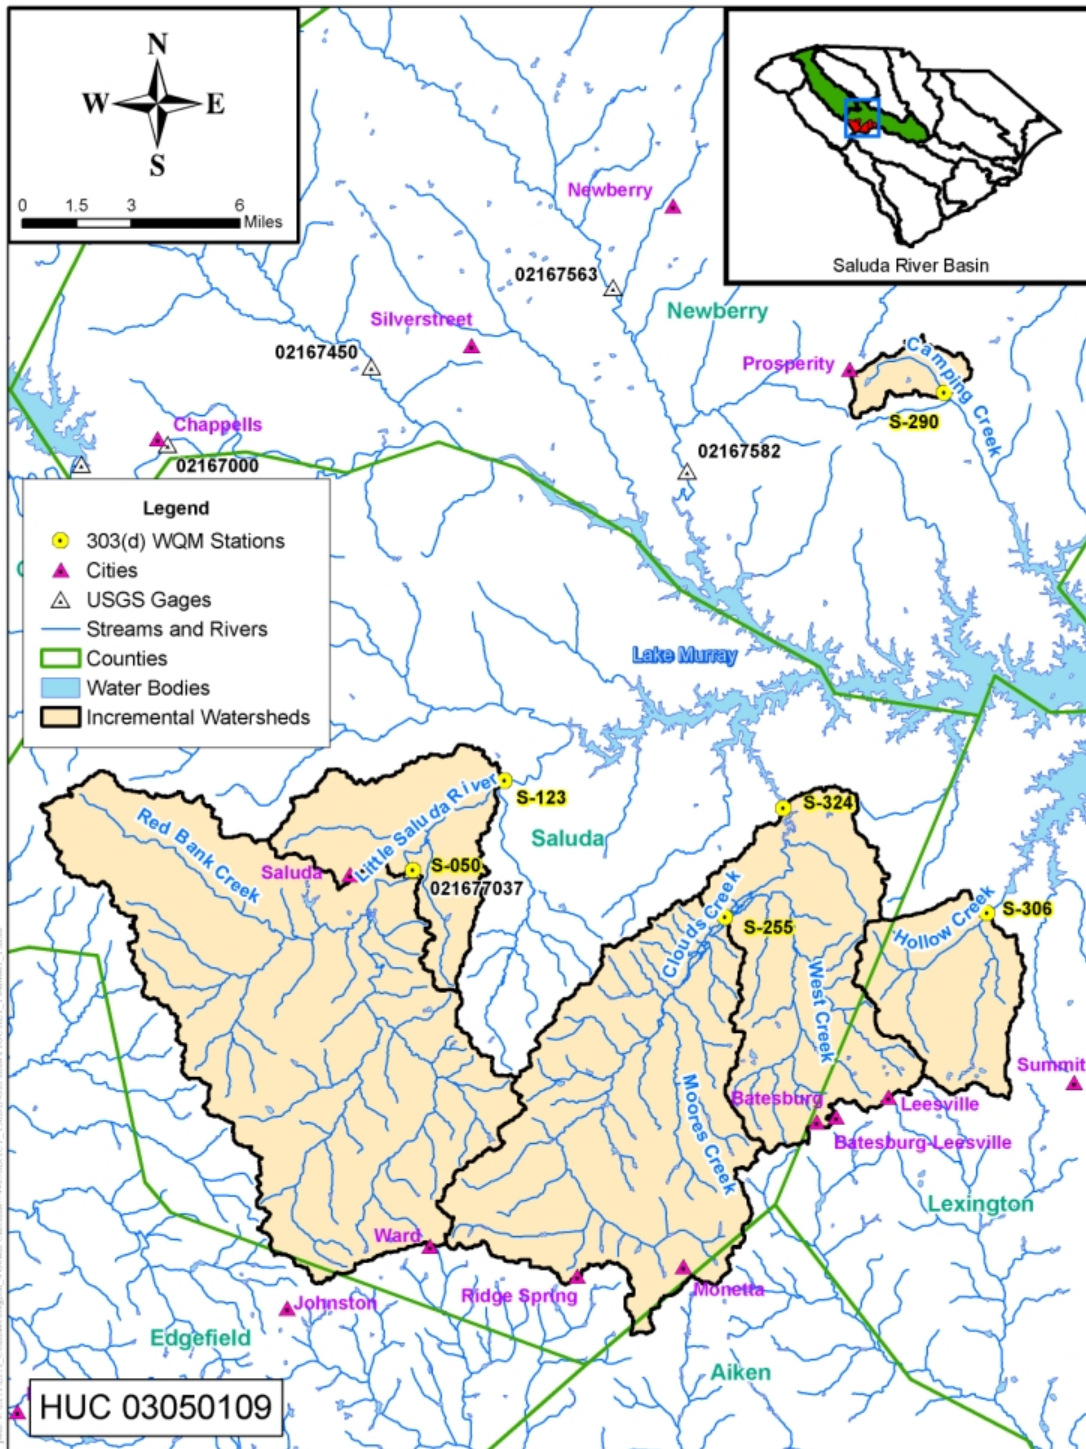 N
W E
S
0 1.5 3 6
Miles
Saluda River Basin
Newberry
02167563
Newberry
Silverstreet
02167450
Prosperity
Camping Creek
S-290
Chappells
02167000
02167582
Legend
303(d) WQM Stations
Cities
USGS Gages
Streams and Rivers
Counties
Water Bodies
Incremental Watersheds
Lake Murray
S-123
Little Saluda River
Red Bank Creek
Saluda
Saluda
S-050
021677037
S-324
Clouds Creek
S-255
Hollow Creek
S-306
West Creek
Moores Creek
Summit
Batesburg
Leesville
Batesburg-Leesville
Lexington
Ward
Ridge Spring
Monetta
Johnston
Edgefield
Aiken
HUC 03050109